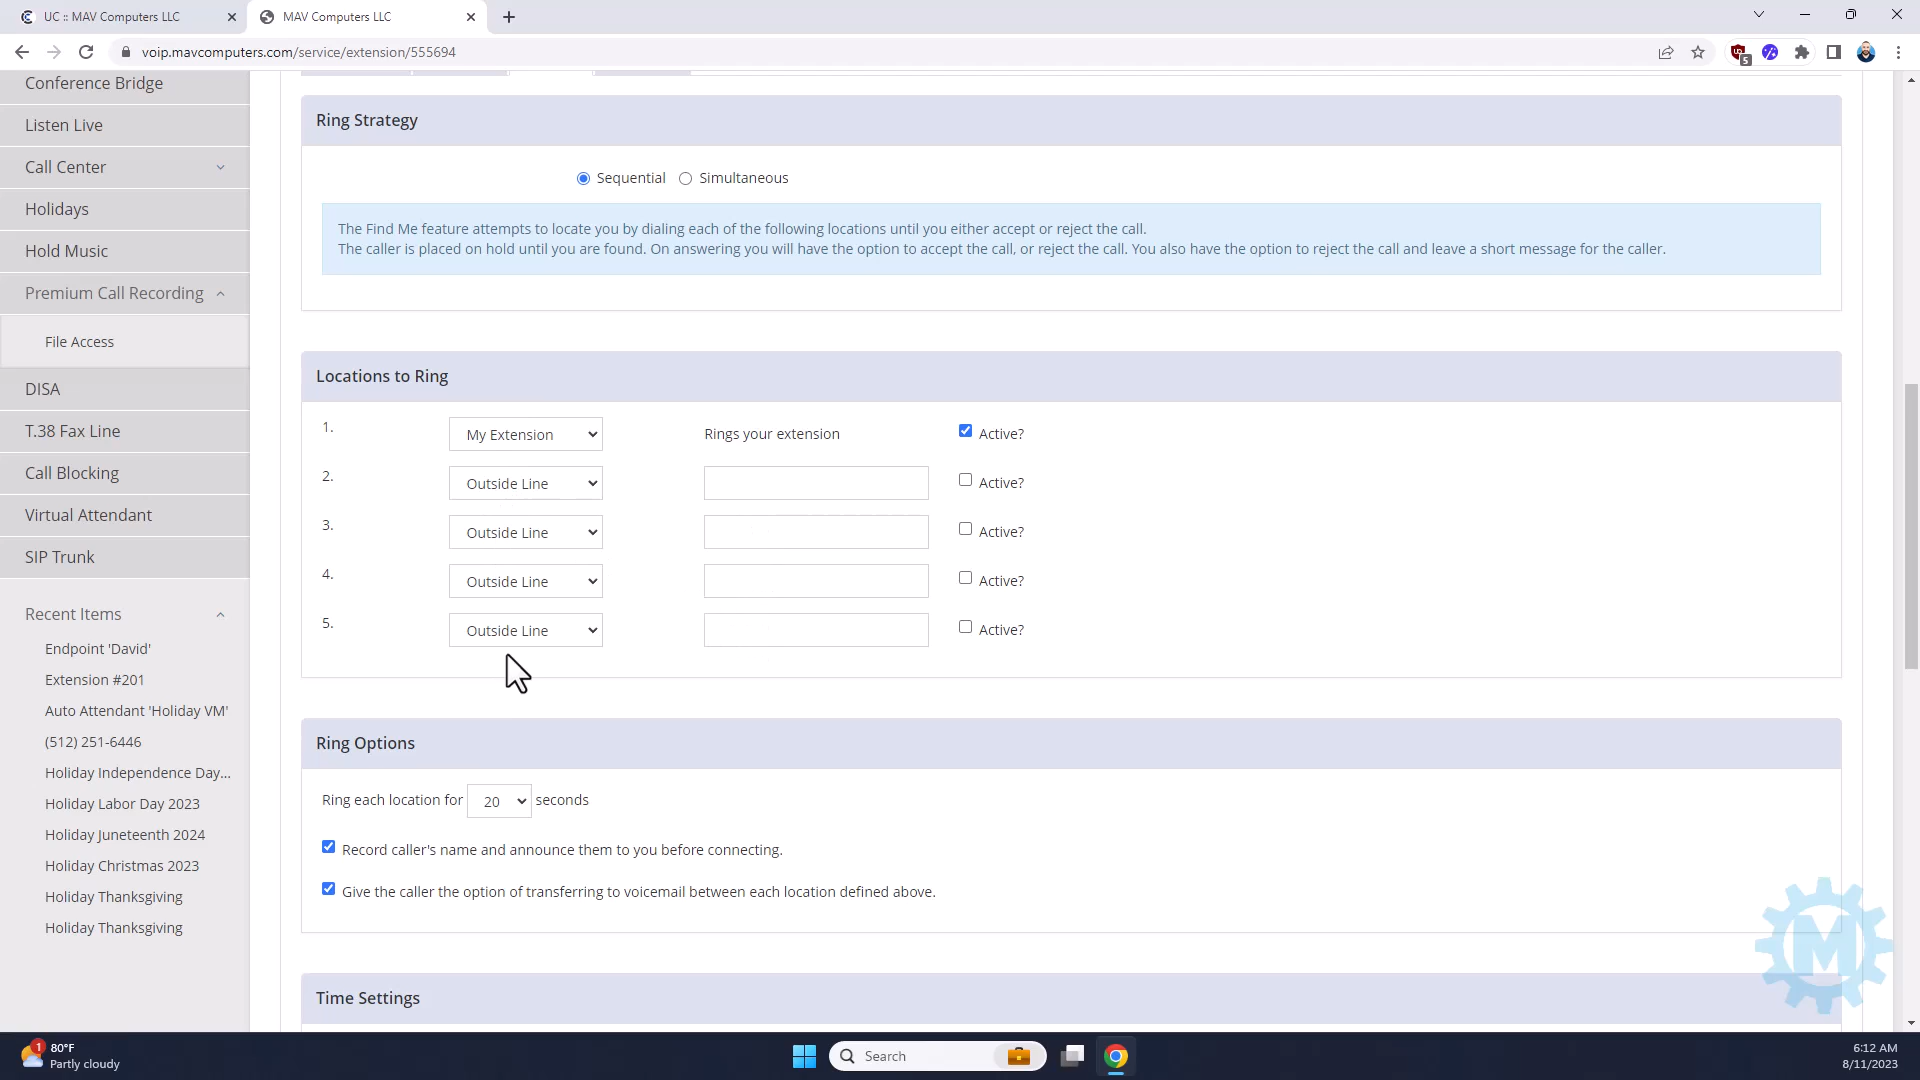 UC :: MAV Computers LLC
MAV Computers LLC
voip.mavcomputers.com/service/extension/555694
5
Conference Bridge
Listen Live
Call Center
Holidays
Hold Music
Premium Call Recording
File Access
DISA
T.38 Fax Line
Call Blocking
Virtual Attendant
SIP Trunk
Recent Items
Endpoint 'David'
Extension #201
Auto Attendant 'Holiday VM'
(512) 251-6446
Holiday Independence Day...
Holiday Labor Day 2023
Holiday Juneteenth 2024
Holiday Christmas 2023
Holiday Thanksgiving
Holiday Thanksgiving
Ring Strategy
Sequential Simultaneous
The Find Me feature attempts to locate you by dialing each of the following locations until you either accept or reject the call.
The caller is placed on hold until you are found. On answering you will have the option to accept the call, or reject the call. You also have the option to reject the call and leave a short message for the caller.
Locations to Ring
1. My Extension Rings your extension Active?
2. Outside Line Active?
3. Outside Line Active?
4. Outside Line Active?
5. Outside Line Active?
Ring Options
Ring each location for 20 seconds
Record caller's name and announce them to you before connecting.
Give the caller the option of transferring to voicemail between each location defined above.
Time Settings
M
1
80°F
Partly cloudy
Search
6:12 AM
8/11/2023